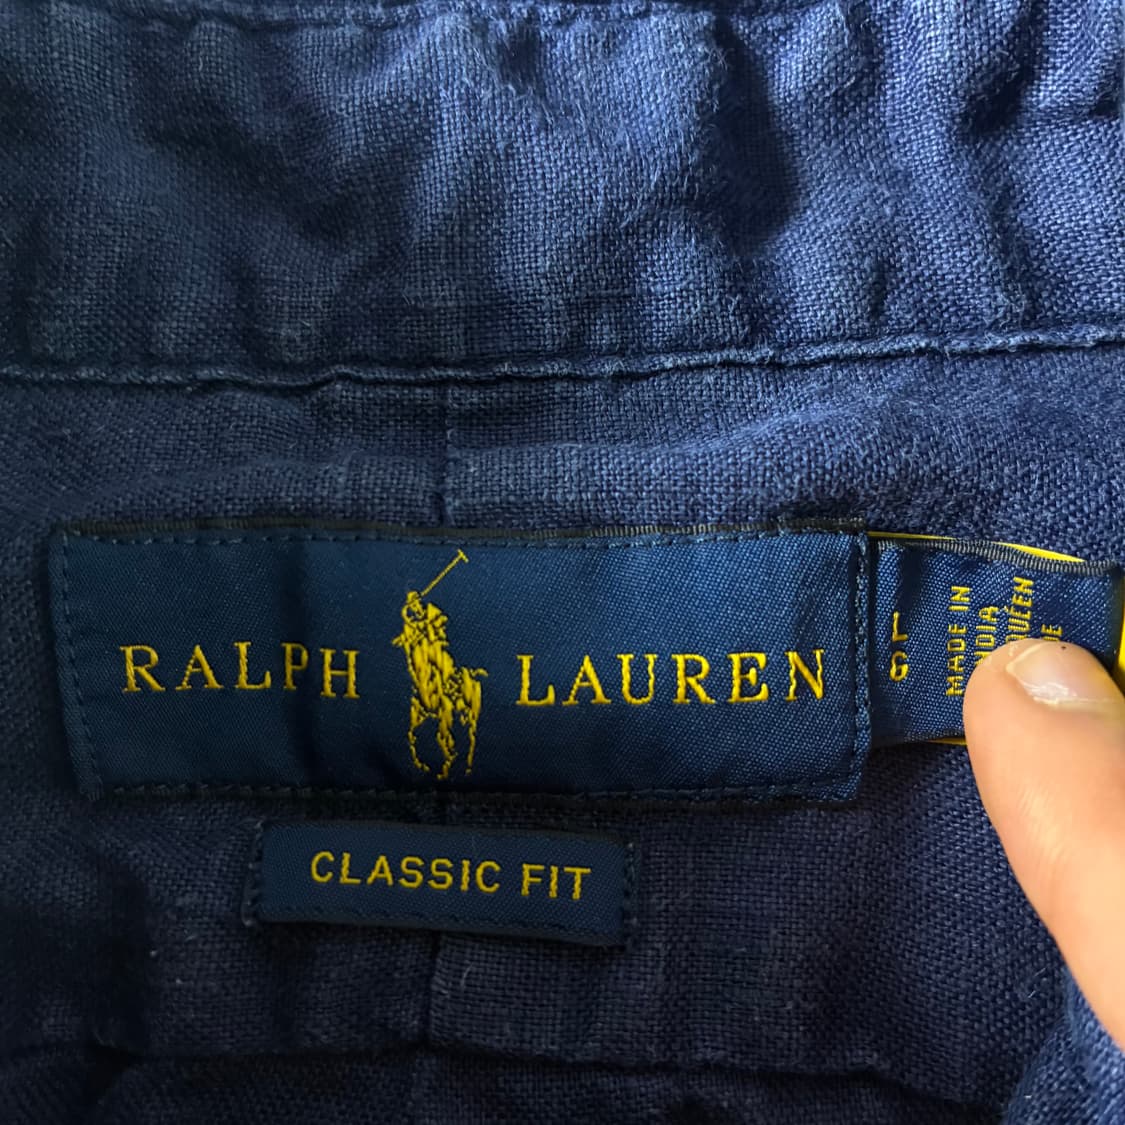 RALPH LAUREN
L
G
MADE IN
CLASSIC FIT